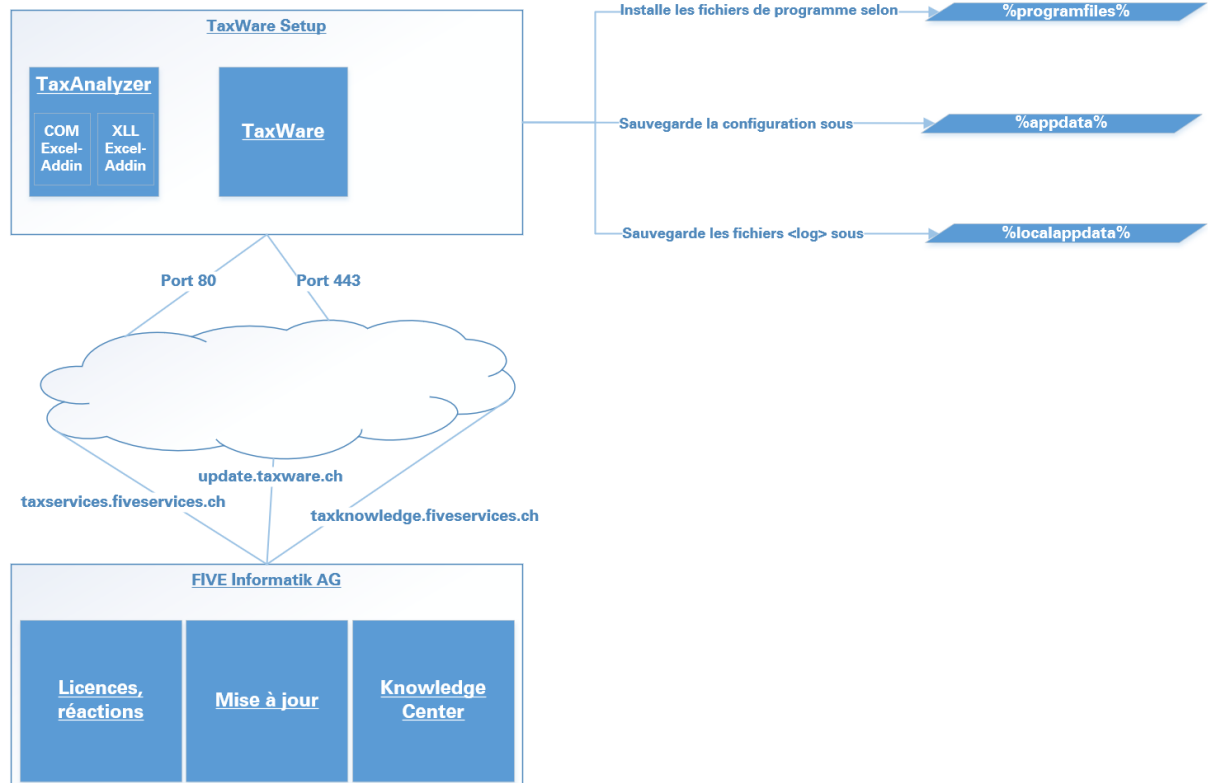 TaxWare Setup
TaxAnalyzer
COM
Excel-
Addin
XLL
Excel-
Addin
TaxWare
Installe les fichiers de programme selon
%programfiles%
Sauvegarde la configuration sous
%appdata%
Sauvegarde les fichiers <log> sous
%localappdata%
Port 80
Port 443
update.taxware.ch
taxservices.fiveservices.ch
taxknowledge.fiveservices.ch
FIVE Informatik AG
Licences,
réactions
Mise à jour
Knowledge
Center